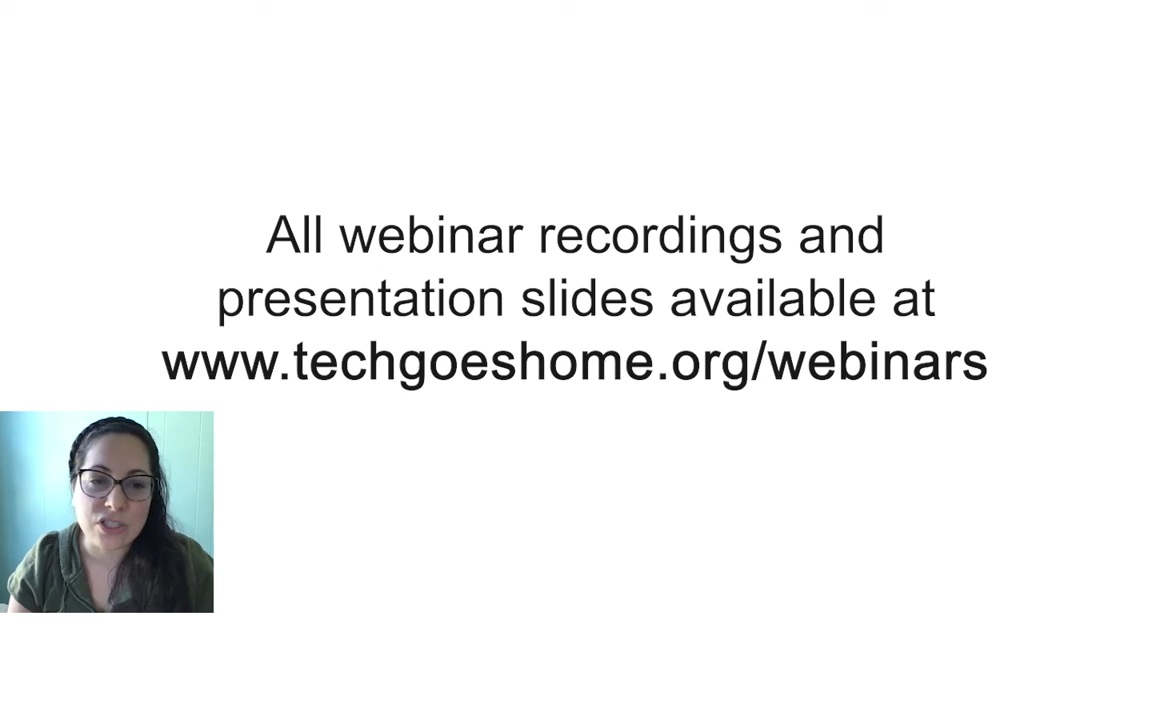 All webinar recordings and
presentation slides available at
www.techgoeshome.org/webinars